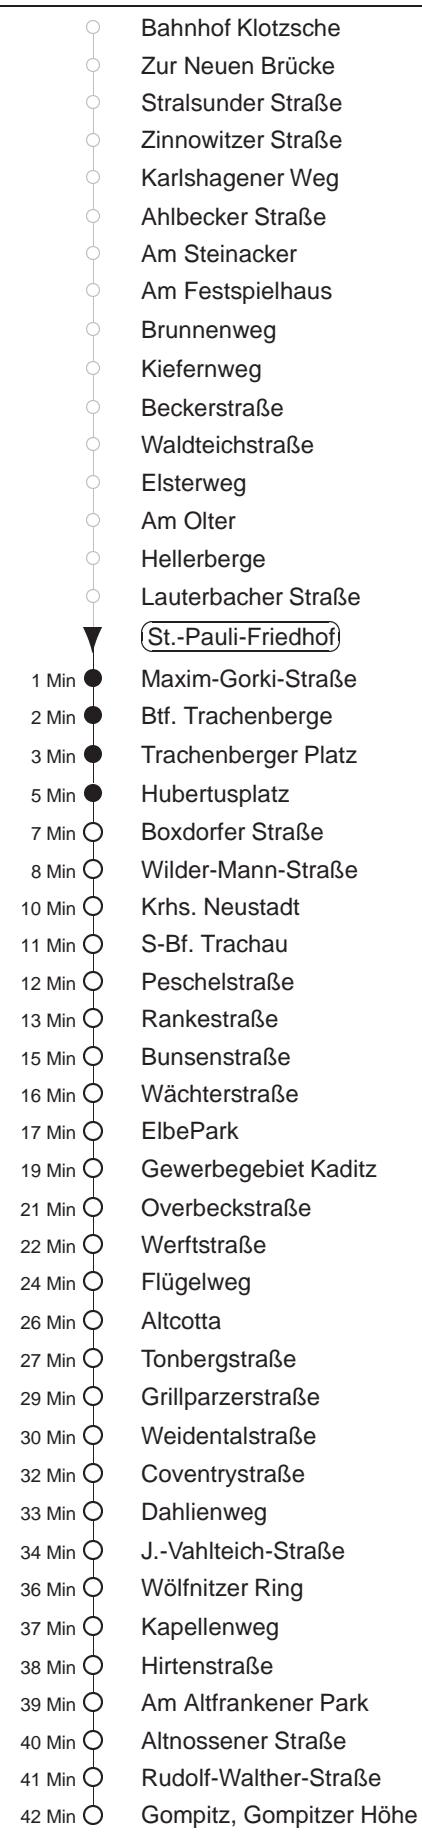 Bahnhof Klotzsche
Zur Neuen Brücke
Stralsunder Straße
Zinnowitzer Straße
Karlshagener Weg
Ahlbecker Straße
Am Steinacker
Am Festspielhaus
Brunnenweg
Kiefernweg
Beckerstraße
Waldteichstraße
Elsterweg
Am Olter
Hellerberge
Lauterbacher Straße
St.-Pauli-Friedhof
1 Min Maxim-Gorki-Straße
2 Min Btf. Trachenberge
3 Min Trachenberger Platz
5 Min Hubertusplatz
7 Min Boxdorfer Straße
8 Min Wilder-Mann-Straße
10 Min Krhs. Neustadt
11 Min S-Bf. Trachau
12 Min Peschelstraße
13 Min Rankestraße
15 Min Bunsenstraße
16 Min Wächterstraße
17 Min ElbePark
19 Min Gewerbegebiet Kaditz
21 Min Overbeckstraße
22 Min Werftstraße
24 Min Flügelweg
26 Min Altcotta
27 Min Tonbergstraße
29 Min Grillparzerstraße
30 Min Weidentalstraße
32 Min Coventrystraße
33 Min Dahlienweg
34 Min J.-Vahlteich-Straße
36 Min Wölfnitzer Ring
37 Min Kapellenweg
38 Min Hirtenstraße
39 Min Am Altfrankener Park
40 Min Altnossener Straße
41 Min Rudolf-Walther-Straße
42 Min Gompitz, Gompitzer Höhe